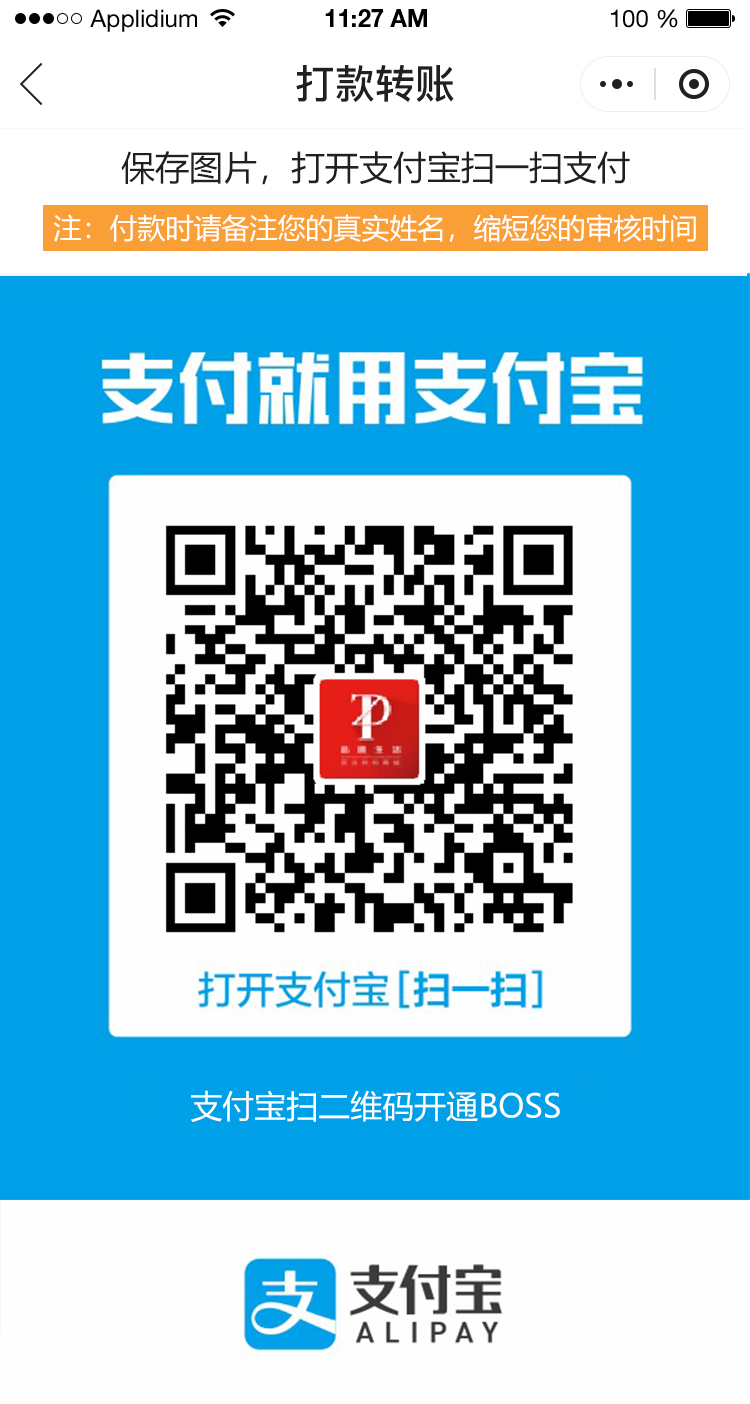 Applidium 11:27 AM 100 %
打款转账
保存图片，打开支付宝扫一扫支付
注：付款时请备注您的真实姓名，缩短您的审核时间
支付就用支付宝
打开支付宝[扫一扫]
支付宝扫二维码开通BOSS
支 支付宝
ALIPAY